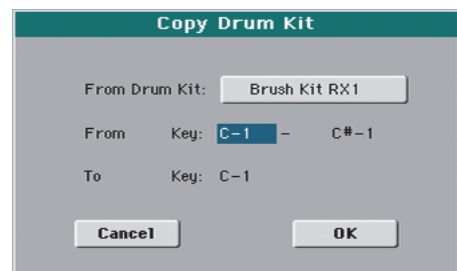 Copy Drum Kit
From Drum Kit: Brush Kit RX1
From Key: C-1 - C#-1
To Key: C-1
Cancel OK